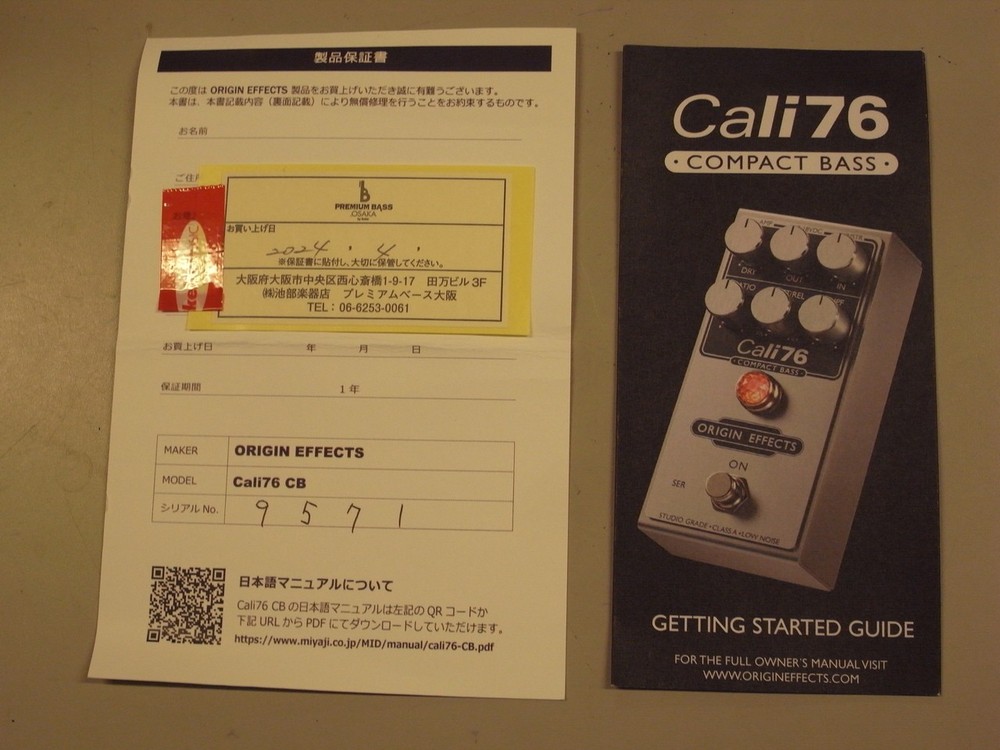 製品保証書
この度は ORIGIN EFFECTS 製品をお買上げいただき誠に有難うございます。
本書は、本書記載内容（裏面記載）により無償修理を行うことをお約束するものです。
お名前
ご住
PREMIUM BASS
OSAKA
お買い上げ日
2024 . 4 .
※保証書に貼付し、大切に保管してください。
大阪府大阪市中央区西心斎橋1-9-17 田万ビル3F
㈱池部楽器店 プレミアムベース大阪
TEL：06-6253-0061
お買上げ日 年 月 日
保証期間 1 年
MAKER ORIGIN EFFECTS
MODEL Cali76 CB
シリアル No. 9571
日本語マニュアルについて
Cali76 CB の日本語マニュアルは左記の QR コードか
下記 URL から PDF にてダウンロードしていただけます。
https://www.miyaji.co.jp/MID/manual/cali76-CB.pdf
Cali76
• COMPACT BASS •
DRY OUT IN
Cali76
• COMPACT BASS •
ORIGIN EFFECTS
ON
SER
STUDIO GRADE • CLASS A • LOW NOISE
GETTING STARTED GUIDE
FOR THE FULL OWNER'S MANUAL VISIT
WWW.ORIGINEFFECTS.COM